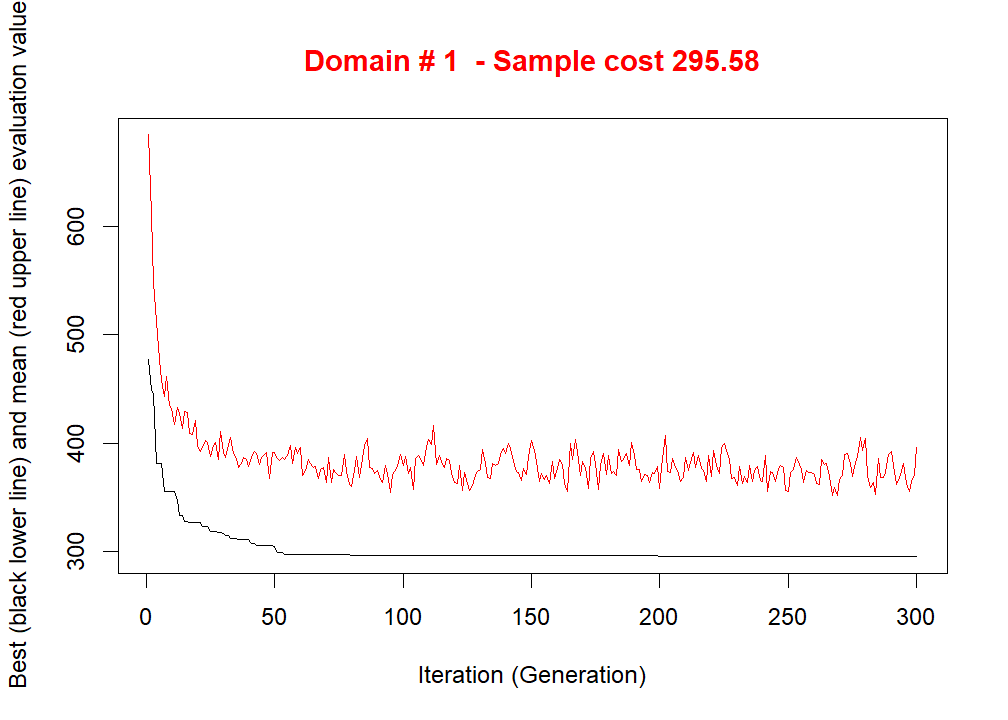 Domain # 1  - Sample cost 295.58
Best (black lower line) and mean (red upper line) evaluation value
600
500
400
300
0 50 100 150 200 250 300
Iteration (Generation)